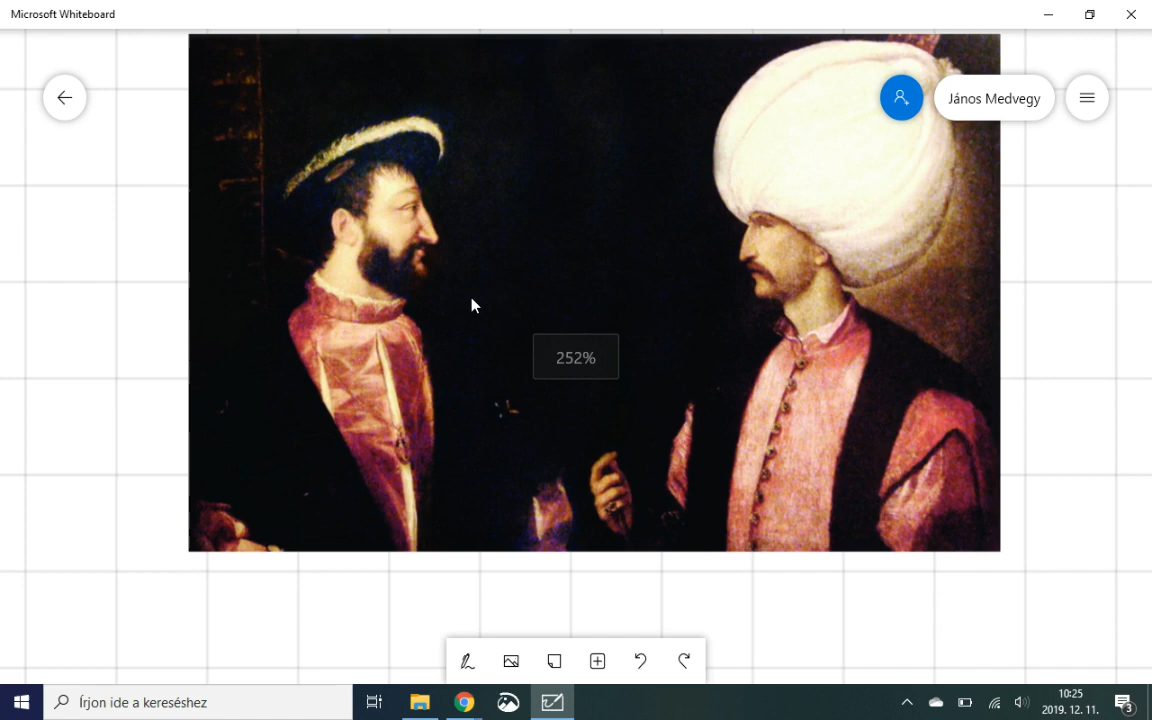 Microsoft Whiteboard
János Medvegy
252%
Írjon ide a kereséshez
10:25
2019. 12. 11.
3